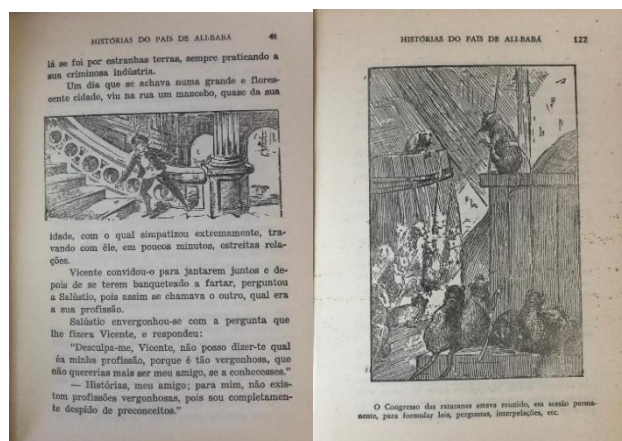 HISTÓRIAS DO PAÍS DE ALI-BABÁ 41
lá se foi por estranhas terras, sempre praticando a
sua criminosa indústria.
Um dia que se achava numa grande e flores-
cente cidade, viu na rua um mancebo, quase da sua
idade, com o qual simpatizou extremamente, tra-
vando com êle, em poucos minutos, estreitas rela-
ções.
Vicente convidou-o para jantarem juntos e de-
pois de se terem banqueteado a fartar, perguntou
a Salústio, pois assim se chamava o outro, qual era
a sua profissão.
Salústio envergonhou-se com a pergunta que
lhe fizera Vicente, e respondeu:
"Desculpa-me, Vicente, não posso dizer-te qual
êa minha profissão, porque é tão vergonhosa, que
não quererias mais ser meu amigo, se a conhecesses."
— Histórias, meu amigo; para mim, não exis-
tem profissões vergonhosas, pois sou completamen-
te despido de preconceitos."
HISTÓRIAS DO PAÍS DE ALI-BABÁ 127
O Congresso das ratazanas estava reunido, em sessão perma-
nente, para formular leis, perguntas, interpelações, etc.